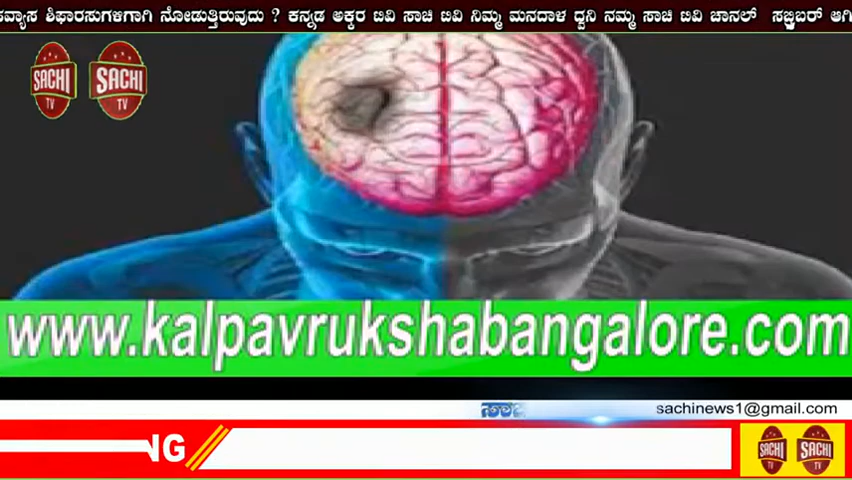 ಶಿಫಾರಸುಗಳಿಗಾಗಿ ನೋಡುತ್ತಿರುವುದು ? ಕನ್ನಡ ಅಕ್ಕರ ಟಿವಿ ಸಾಚಿ ಟಿವಿ ನಿಮ್ಮ ಮನದಾಳ ಧ್ವನಿ ನಮ್ಮ ಸಾಚಿ ಟಿವಿ ಚಾನಲ್ ಸಬ್ಸ್ಕ್ರಿಬರ್ ಆಗಿ
SACHI TV SACHI TV
www.kalpavrukshabangalore.com
sachinews1@gmail.com
NG
SACHI TV SACHI TV